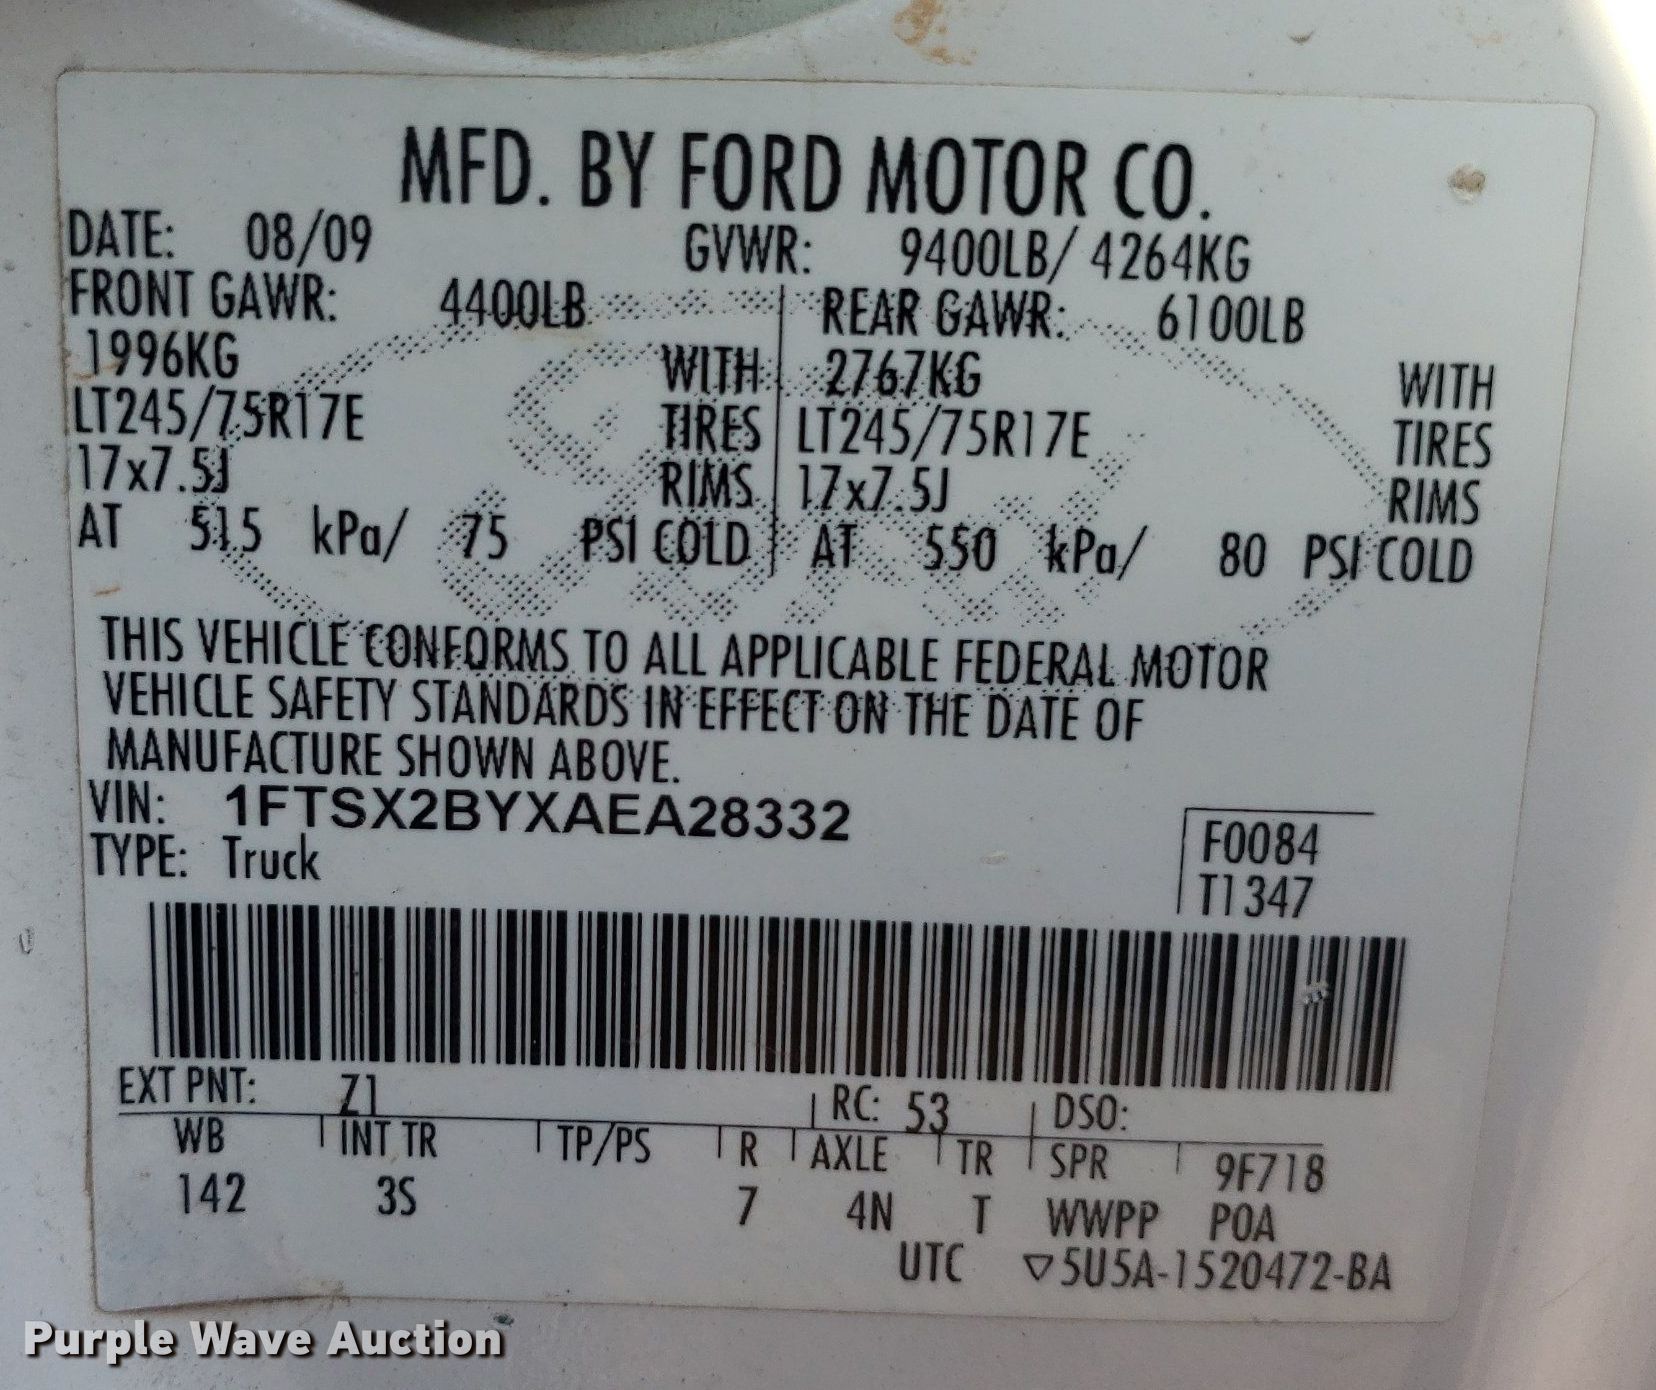 MFD. BY FORD MOTOR CO.
DATE: 08/09 GVWR: 9400LB/ 4264KG
FRONT GAWR: 4400LB REAR GAWR: 6100LB
1996KG WITH 2767KG WITH
LT245/75R17E TIRES LT245/75R17E TIRES
17x7.5J RIMS 17x7.5J RIMS
AT 515 kPa/ 75 PSI COLD AT 550 kPa/ 80 PSI COLD
THIS VEHICLE CONFORMS TO ALL APPLICABLE FEDERAL MOTOR
VEHICLE SAFETY STANDARDS IN EFFECT ON THE DATE OF
MANUFACTURE SHOWN ABOVE.
VIN: 1FTSX2BYXAEA28332
TYPE: Truck
F0084
T1347
EXT PNT: Z1 RC: 53 DSO:
WB INT TR TP/PS R AXLE TR SPR 9F718
142 3S 7 4N T WWPP POA
UTC ▽5U5A-1520472-BA
Purple Wave Auction